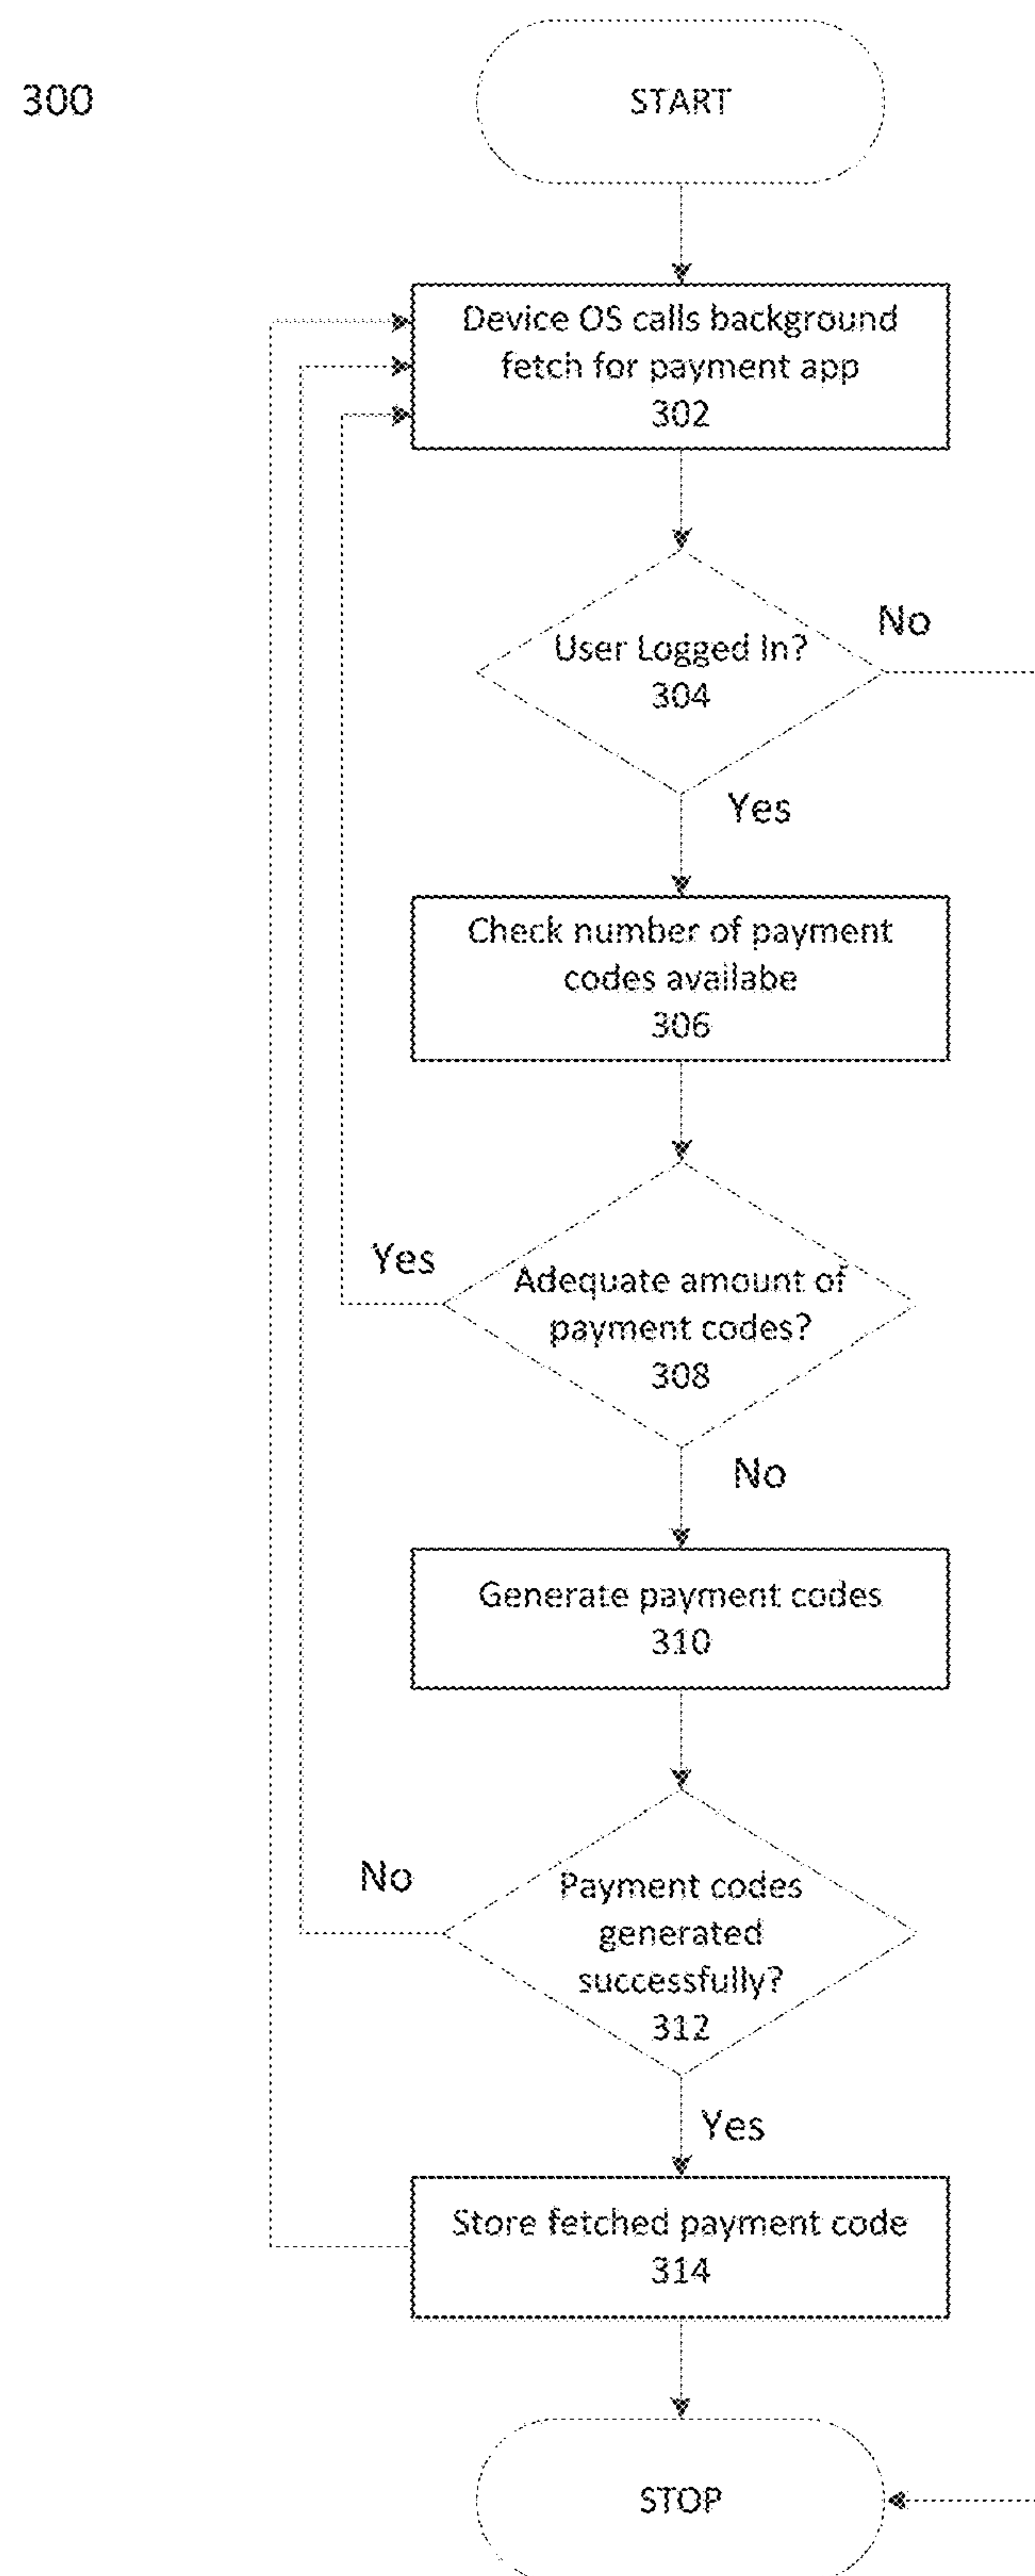 300
START
Device OS calls background
fetch for payment app
302
No
User Logged In?
304
Yes
Check number of payment
codes availabe
306
Yes
Adequate amount of
payment codes?
308
No
Generate payment codes
310
No
Payment codes
generated
successfully?
312
Yes
Store fetched payment code
314
STOP